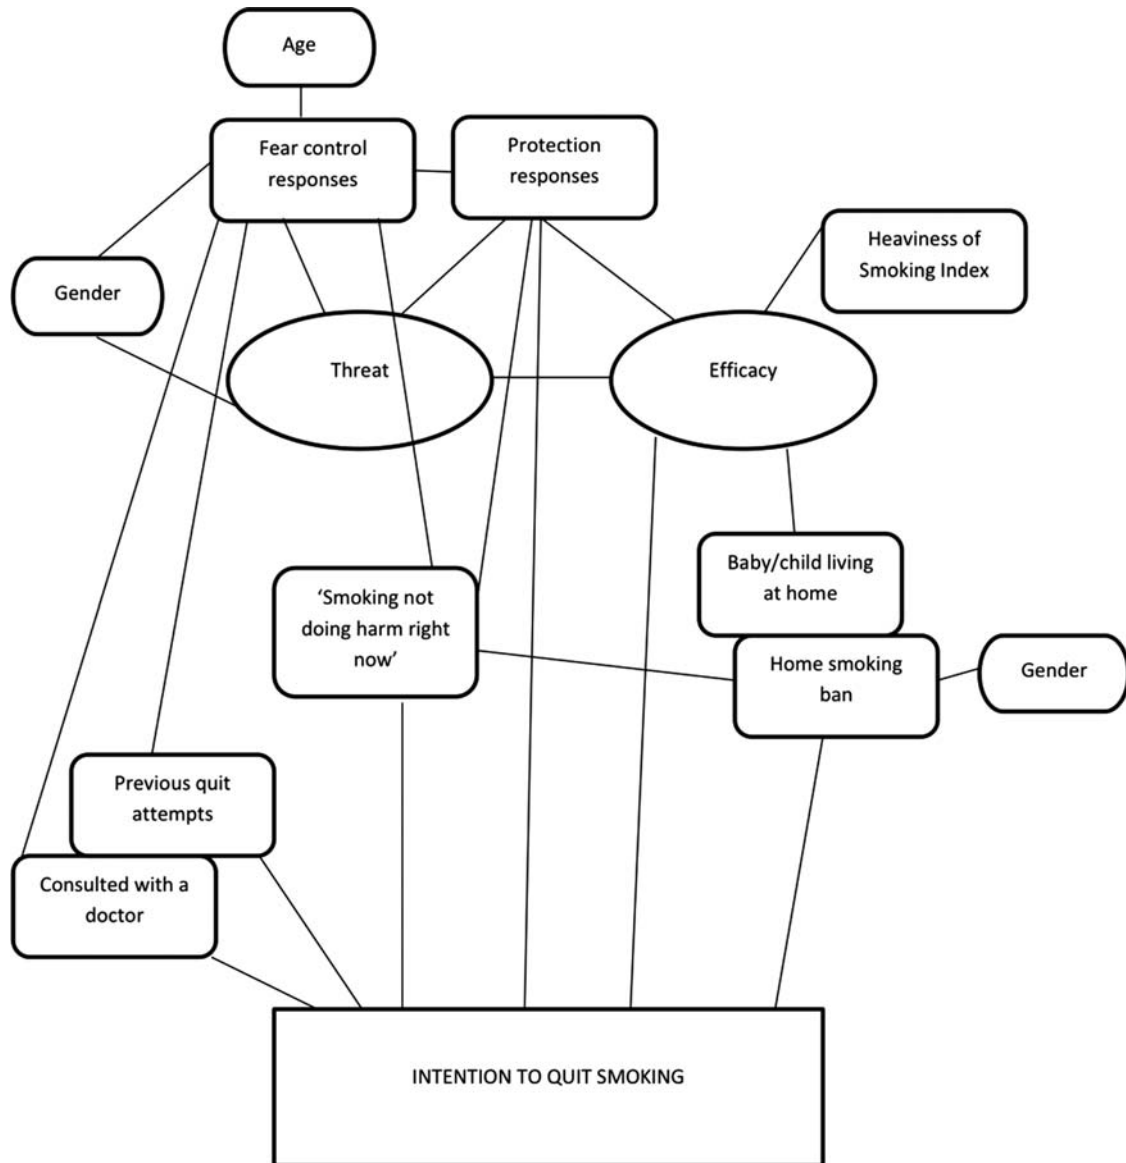 Age
Fear control
responses
Protection
responses
Heaviness of
Smoking Index
Gender
Threat
Efficacy
Baby/child living
at home
‘Smoking not
doing harm right
now’
Home smoking
ban
Gender
Previous quit
attempts
Consulted with a
doctor
INTENTION TO QUIT SMOKING